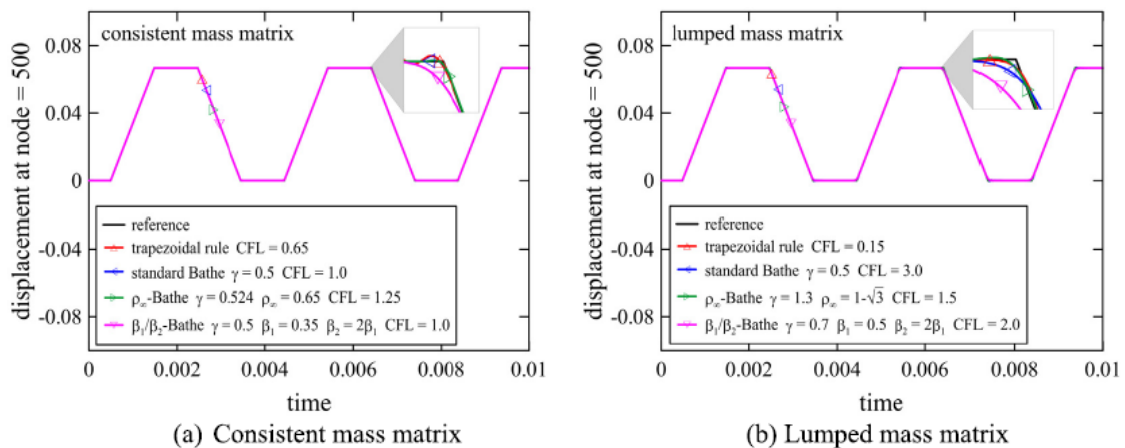 consistent mass matrix
displacement at node = 500
0.08
0.04
0
-0.04
-0.08
reference
trapezoidal rule CFL = 0.65
standard Bathe γ = 0.5 CFL = 1.0
ρ∞-Bathe γ = 0.524 ρ∞ = 0.65 CFL = 1.25
β₁/β₂-Bathe γ = 0.5 β₁ = 0.35 β₂ = 2β₁ CFL = 1.0
0 0.002 0.004 0.006 0.008 0.01
time
(a) Consistent mass matrix
lumped mass matrix
displacement at node = 500
0.08
0.04
0
-0.04
-0.08
reference
trapezoidal rule CFL = 0.15
standard Bathe γ = 0.5 CFL = 3.0
ρ∞-Bathe γ = 1.3 ρ∞ = 1-√3 CFL = 1.5
β₁/β₂-Bathe γ = 0.7 β₁ = 0.5 β₂ = 2β₁ CFL = 2.0
0 0.002 0.004 0.006 0.008 0.01
time
(b) Lumped mass matrix